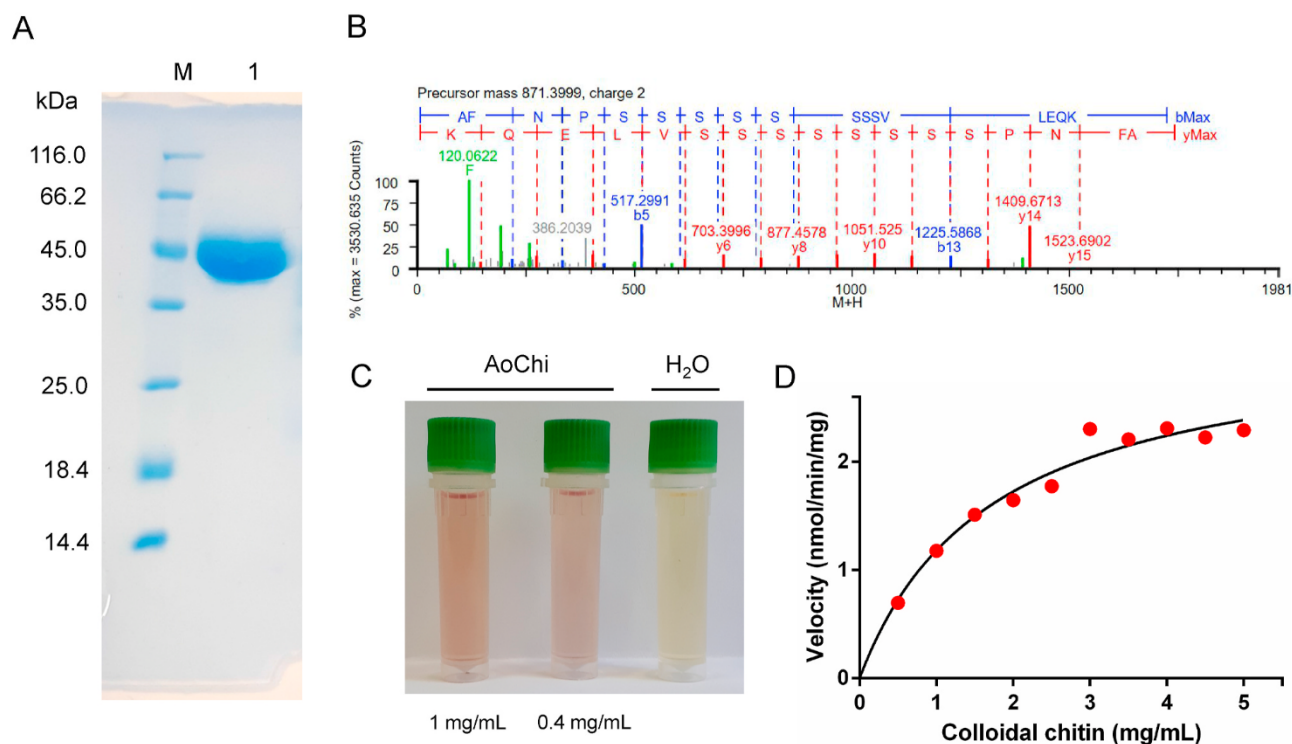 A
M 1
kDa
116.0
66.2
45.0
35.0
25.0
18.4
14.4
B
Precursor mass 871.3999, charge 2
AF N P S S S S S SSSV LEQK bMax
K Q E L V S S S S S S S S P N FA yMax
120.0622
F
517.2991
b5
386.2039
703.3996
y6
877.4578
y8
1051.525
y10
1225.5868
b13
1409.6713
y14
1523.6902
y15
% (max = 3530.635 Counts)
100
75
50
25
0
0 500 1000 1500 1981
M+H
C
AoChi H₂O
1 mg/mL 0.4 mg/mL
D
Velocity (nmol/min/mg)
2
1
0
0 1 2 3 4 5
Colloidal chitin (mg/mL)